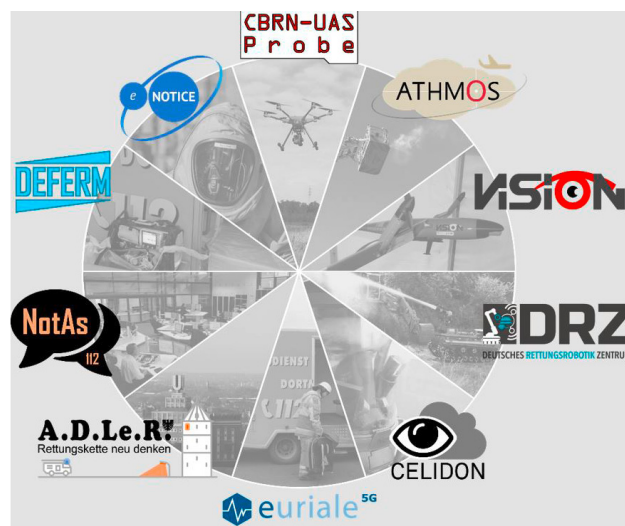 CBRN-UAS
Probe
e NOTICE
ATHMOS
DEFERM
VISION
NotAs
112
DRZ
DEUTSCHES RETTUNGSROBOTIK ZENTRU
DIENST
DORT
112
U
A.D.Le.R.
Rettungskette neu denken
CELIDON
euriale 5G